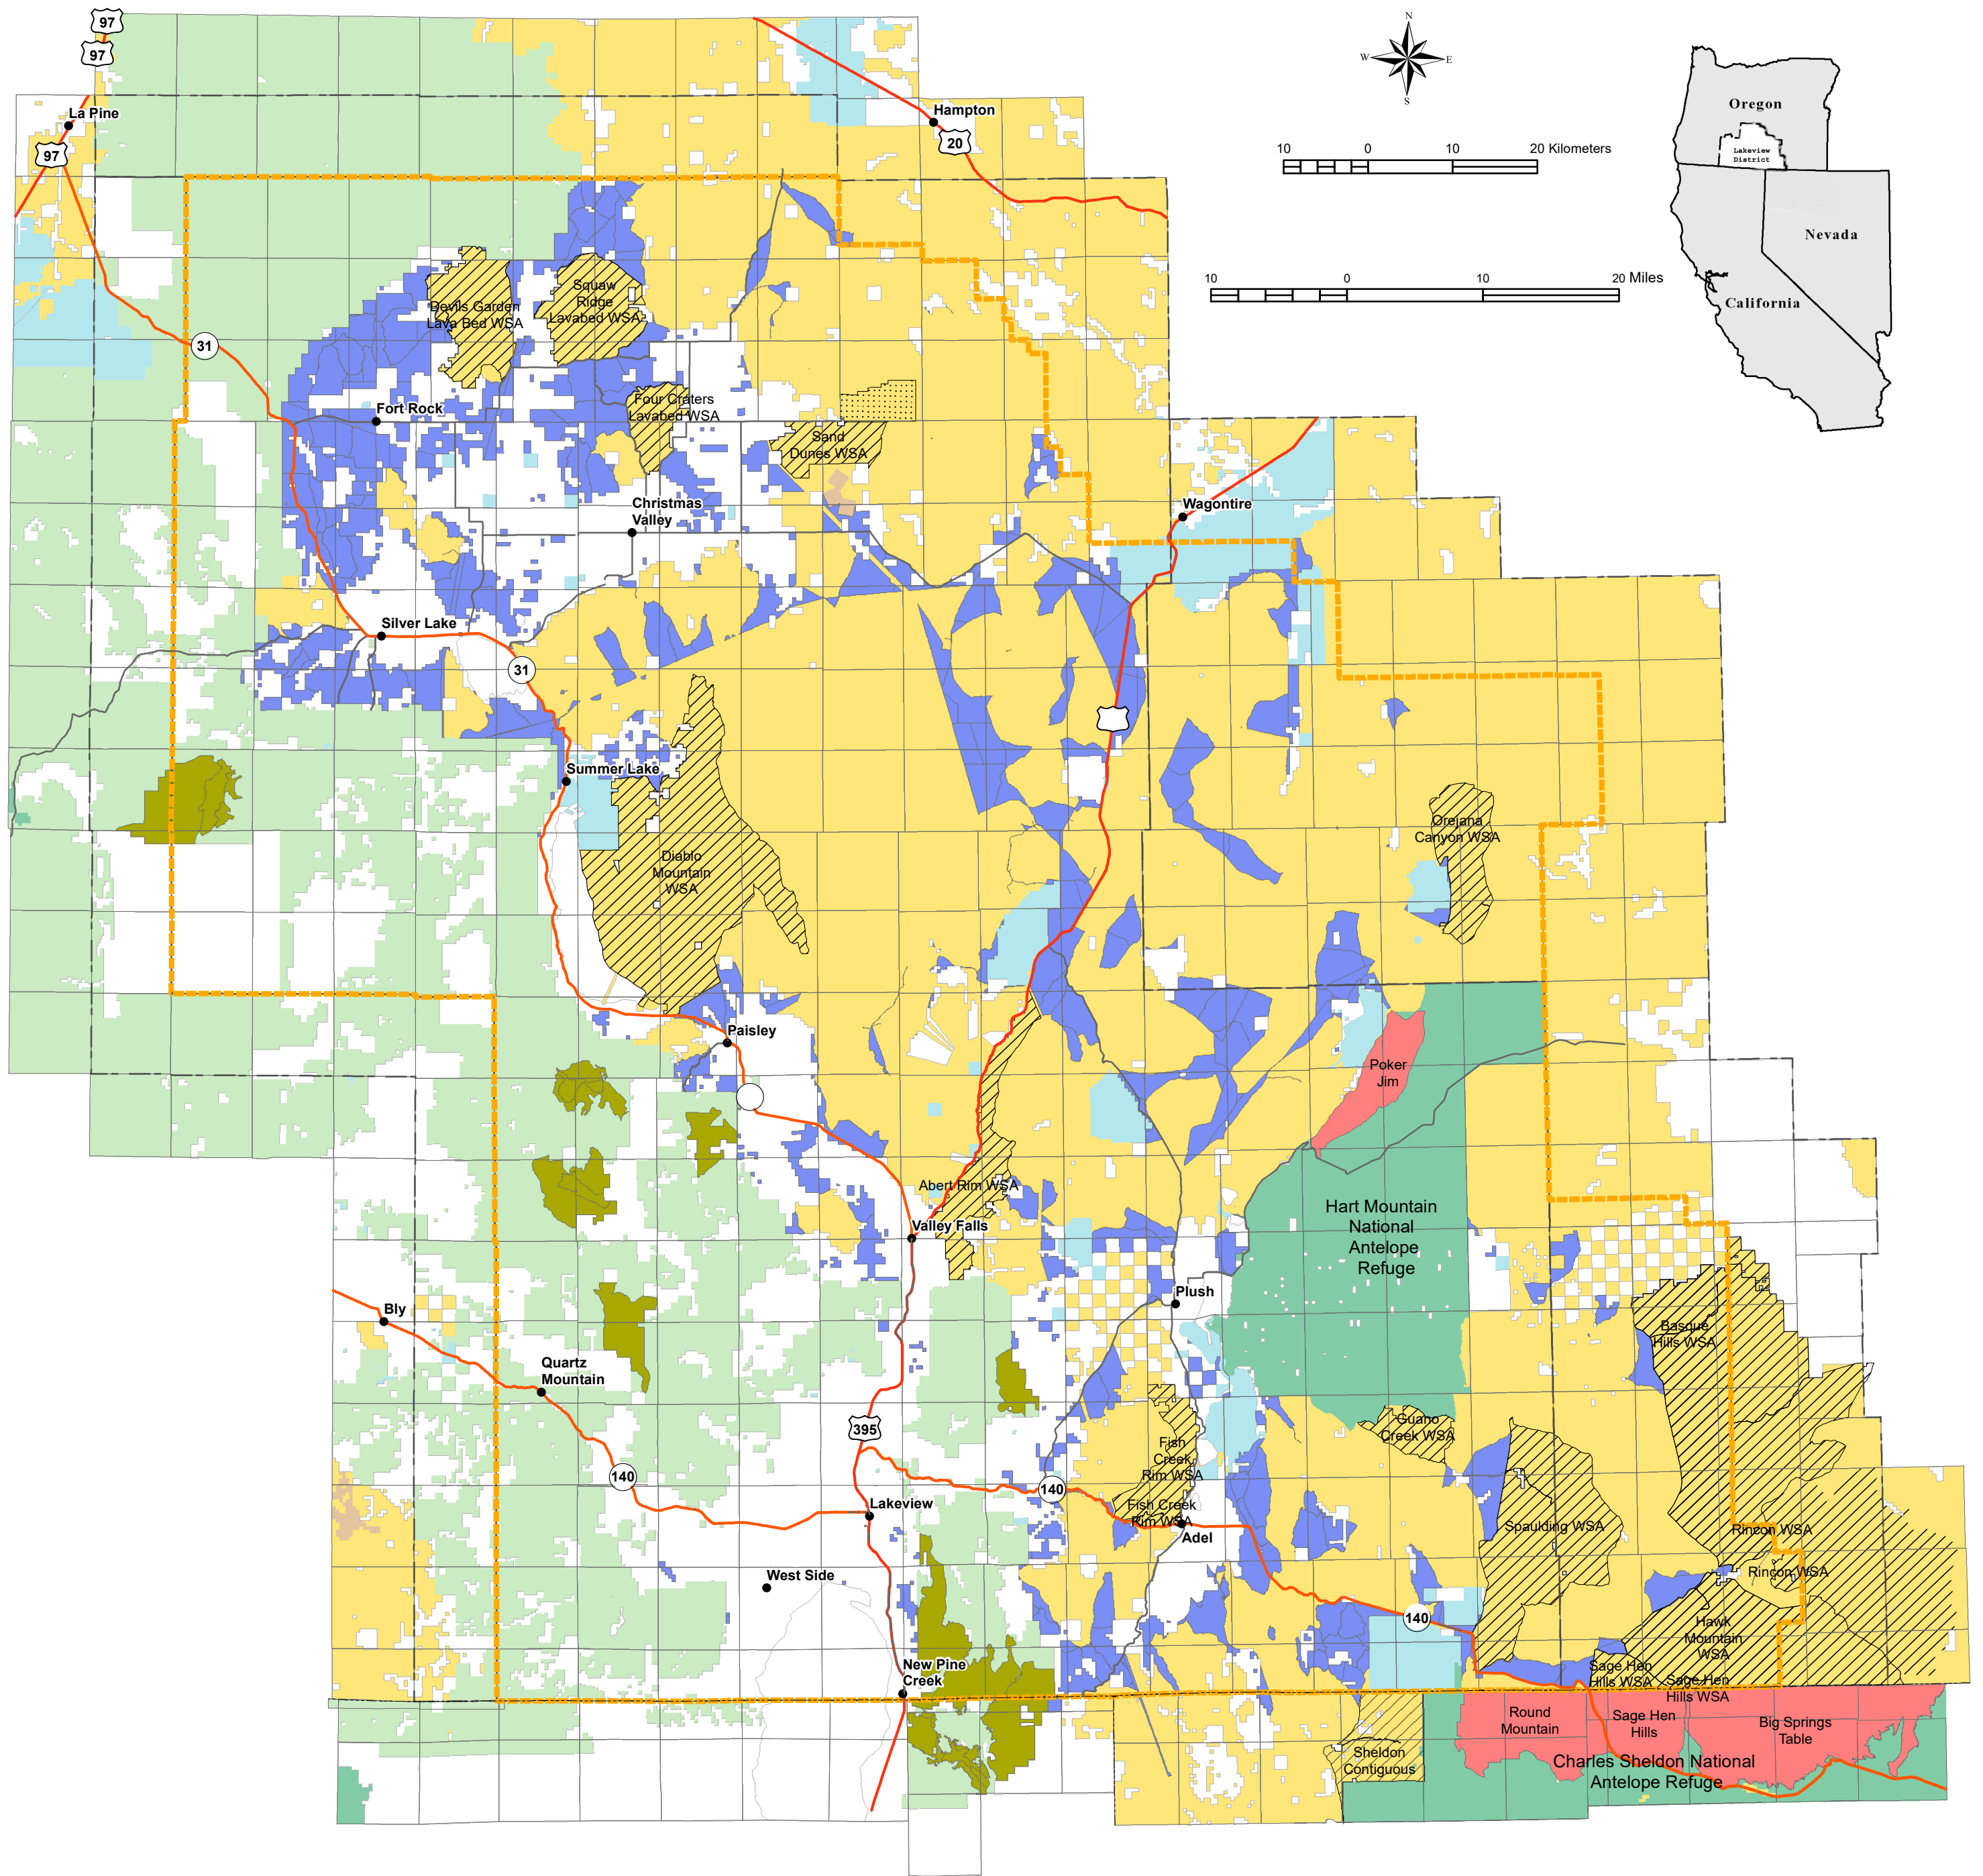 97
97
N
W
E
S
La Pine
97
Hampton
20
10
0
10
20 Kilometers
10
0
10
20 Miles
Oregon
Lakeview
District
Nevada
California
Devils Garden
Lava Bed WSA
Squaw
Ridge
Lavabed WSA
31
Fort Rock
Four Craters
Lavabed WSA
Sand
Dunes WSA
Christmas
Valley
Wagontire
Silver Lake
31
Summer Lake
Diablo
Mountain
WSA
Orejana
Canyon WSA
Paisley
Poker
Jim
Abert Rim WSA
Valley Falls
Hart Mountain
National
Antelope
Refuge
Plush
Bly
Quartz
Mountain
Basque
Hills WSA
395
Guano
Creek WSA
Fish
Creek
Rim WSA
140
140
Lakeview
Fish Creek
Rim WSA
Adel
Spaulding WSA
Rincon WSA
Rincon WSA
West Side
140
Hawk
Mountain
WSA
New Pine
Creek
Sage Hen
Hills WSA
Sage Hen
Hills WSA
Round
Mountain
Sage Hen
Hills
Big Springs
Table
Sheldon
Contiguous
Charles Sheldon National
Antelope Refuge